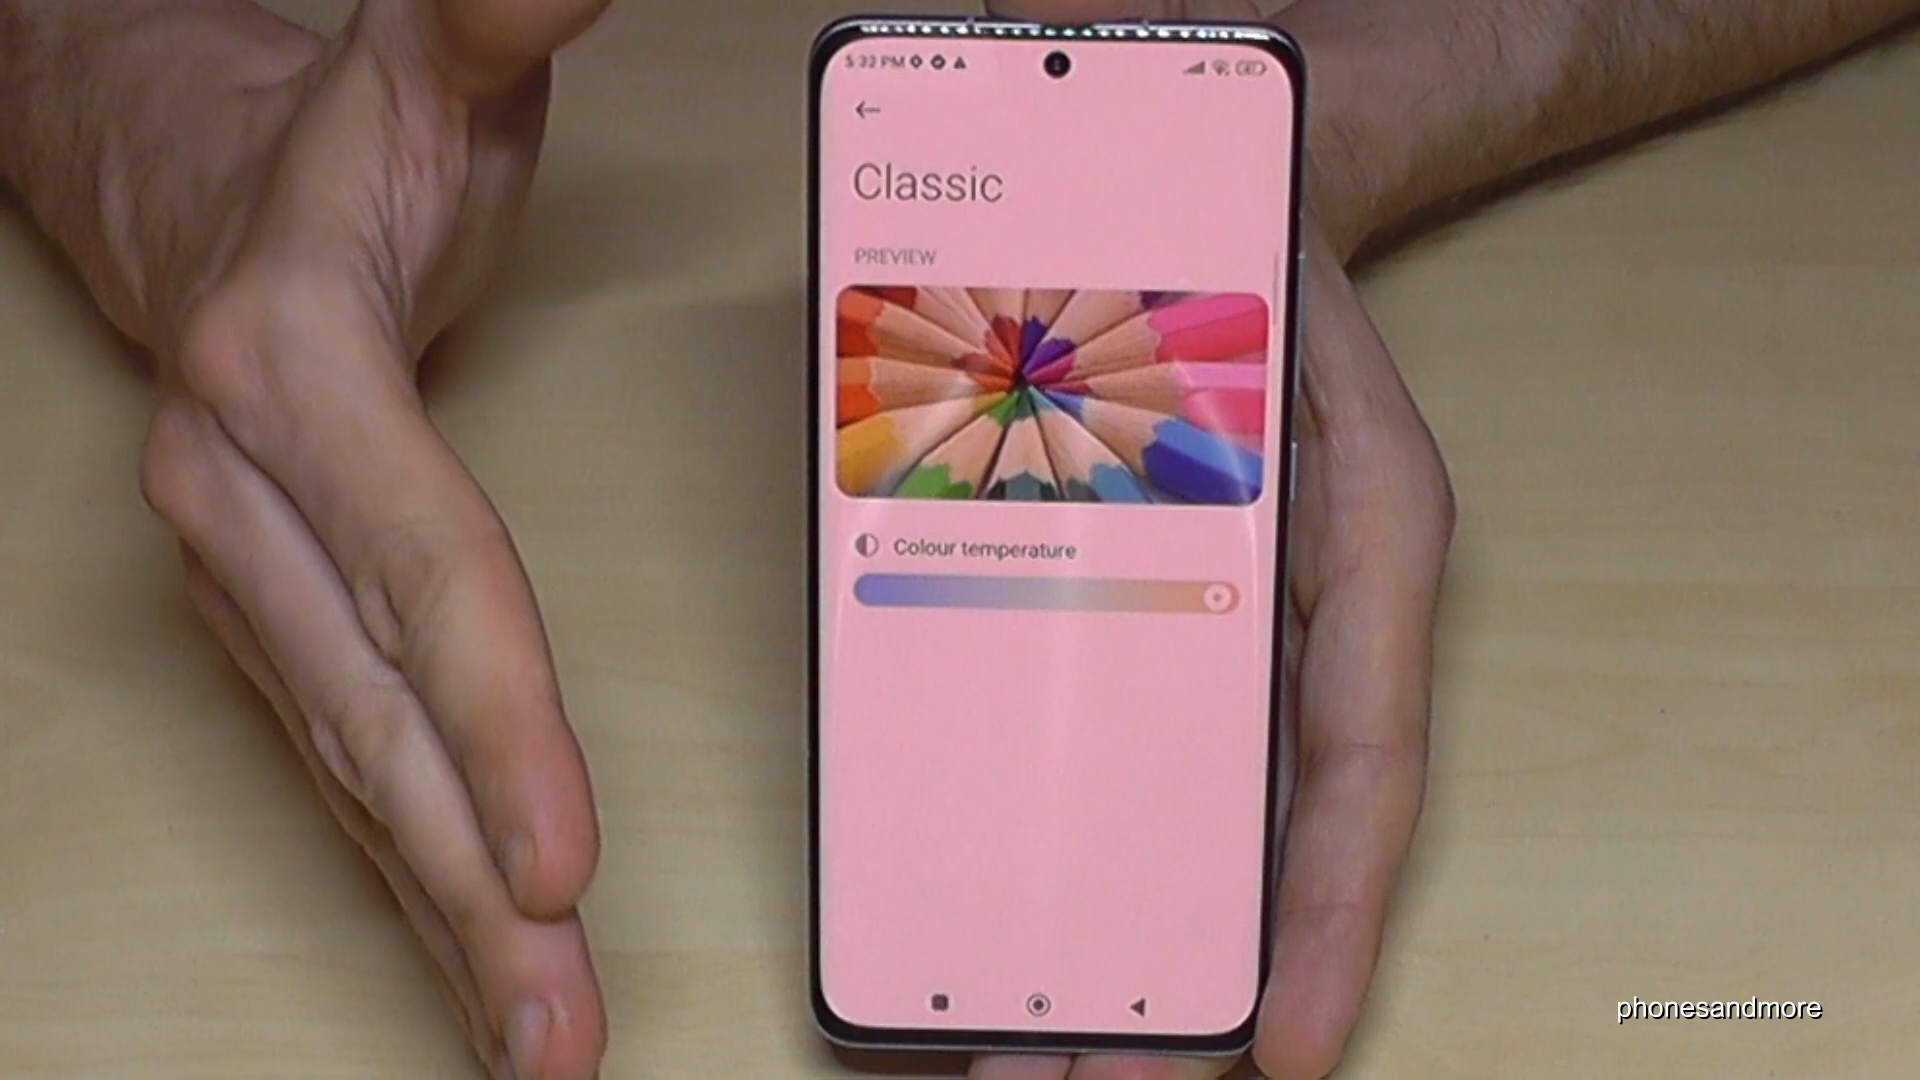 5:32 PM
Classic
PREVIEW
Colour temperature
phonesandmore